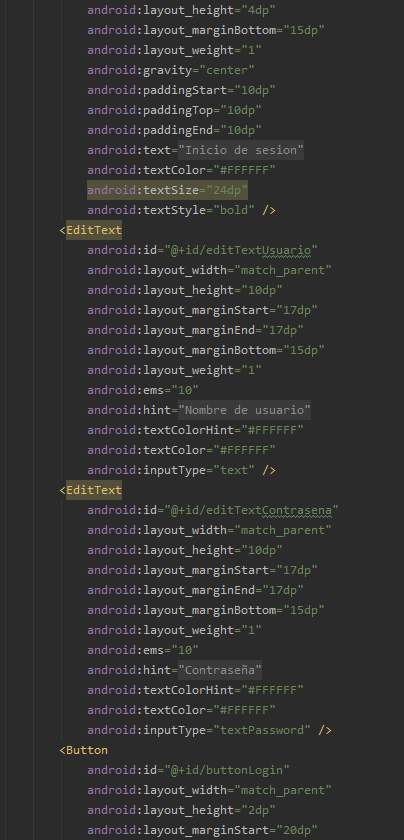 android:layout_height="4dp"
android:layout_marginBottom="15dp"
android:layout_weight="1"
android:gravity="center"
android:paddingStart="10dp"
android:paddingTop="10dp"
android:paddingEnd="10dp"
android:text="Inicio de sesion"
android:textColor="#FFFFFF"
android:textSize="24dp"
android:textStyle="bold" />
<EditText
android:id="@+id/editTextUsuario"
android:layout_width="match_parent"
android:layout_height="10dp"
android:layout_marginStart="17dp"
android:layout_marginEnd="17dp"
android:layout_marginBottom="15dp"
android:layout_weight="1"
android:ems="10"
android:hint="Nombre de usuario"
android:textColorHint="#FFFFFF"
android:textColor="#FFFFFF"
android:inputType="text" />
<EditText
android:id="@+id/editTextContrasena"
android:layout_width="match_parent"
android:layout_height="10dp"
android:layout_marginStart="17dp"
android:layout_marginEnd="17dp"
android:layout_marginBottom="15dp"
android:layout_weight="1"
android:ems="10"
android:hint="Contraseña"
android:textColorHint="#FFFFFF"
android:textColor="#FFFFFF"
android:inputType="textPassword" />
<Button
android:id="@+id/buttonLogin"
android:layout_width="match_parent"
android:layout_height="2dp"
android:layout_marginStart="20dp"